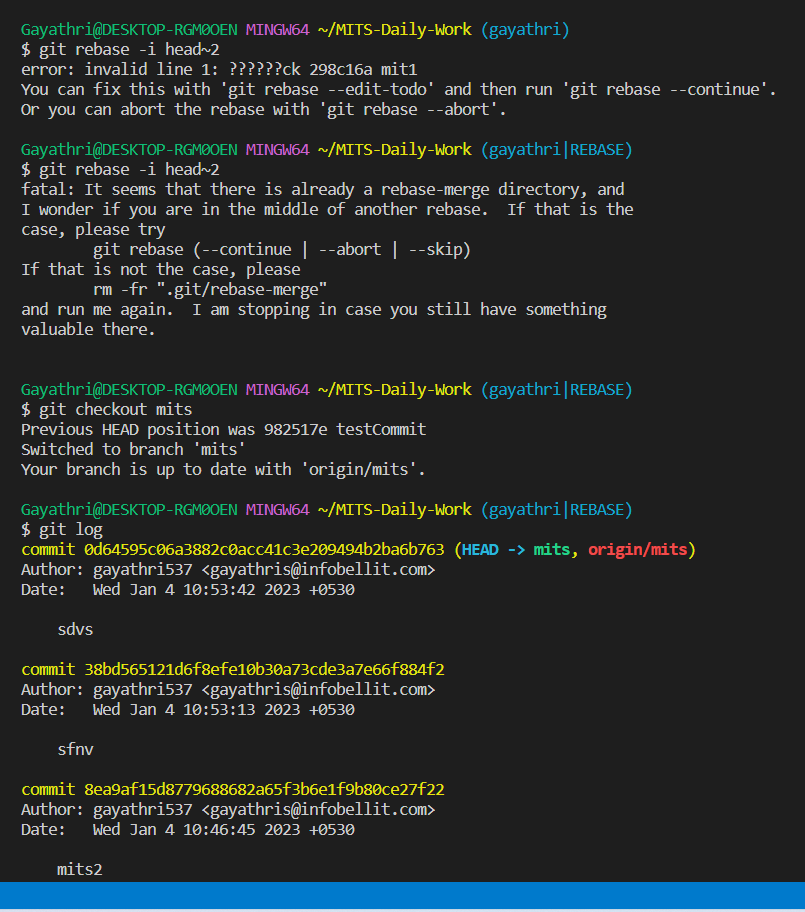 Gayathri@DESKTOP-RGM0OEN MINGW64 ~/MITS-Daily-Work (gayathri)
$ git rebase -i head~2
error: invalid line 1: ??????ck 298c16a mit1
You can fix this with 'git rebase --edit-todo' and then run 'git rebase --continue'.
Or you can abort the rebase with 'git rebase --abort'.
Gayathri@DESKTOP-RGM0OEN MINGW64 ~/MITS-Daily-Work (gayathri|REBASE)
$ git rebase -i head~2
fatal: It seems that there is already a rebase-merge directory, and
I wonder if you are in the middle of another rebase.  If that is the
case, please try
        git rebase (--continue | --abort | --skip)
If that is not the case, please
        rm -fr ".git/rebase-merge"
and run me again.  I am stopping in case you still have something
valuable there.
Gayathri@DESKTOP-RGM0OEN MINGW64 ~/MITS-Daily-Work (gayathri|REBASE)
$ git checkout mits
Previous HEAD position was 982517e testCommit
Switched to branch 'mits'
Your branch is up to date with 'origin/mits'.
Gayathri@DESKTOP-RGM0OEN MINGW64 ~/MITS-Daily-Work (gayathri|REBASE)
$ git log
commit 0d64595c06a3882c0acc41c3e209494b2ba6b763 (HEAD -> mits, origin/mits)
Author: gayathri537 <gayathris@infobellit.com>
Date:   Wed Jan 4 10:53:42 2023 +0530
    sdvs
commit 38bd565121d6f8efe10b30a73cde3a7e66f884f2
Author: gayathri537 <gayathris@infobellit.com>
Date:   Wed Jan 4 10:53:13 2023 +0530
    sfnv
commit 8ea9af15d8779688682a65f3b6e1f9b80ce27f22
Author: gayathri537 <gayathris@infobellit.com>
Date:   Wed Jan 4 10:46:45 2023 +0530
    mits2